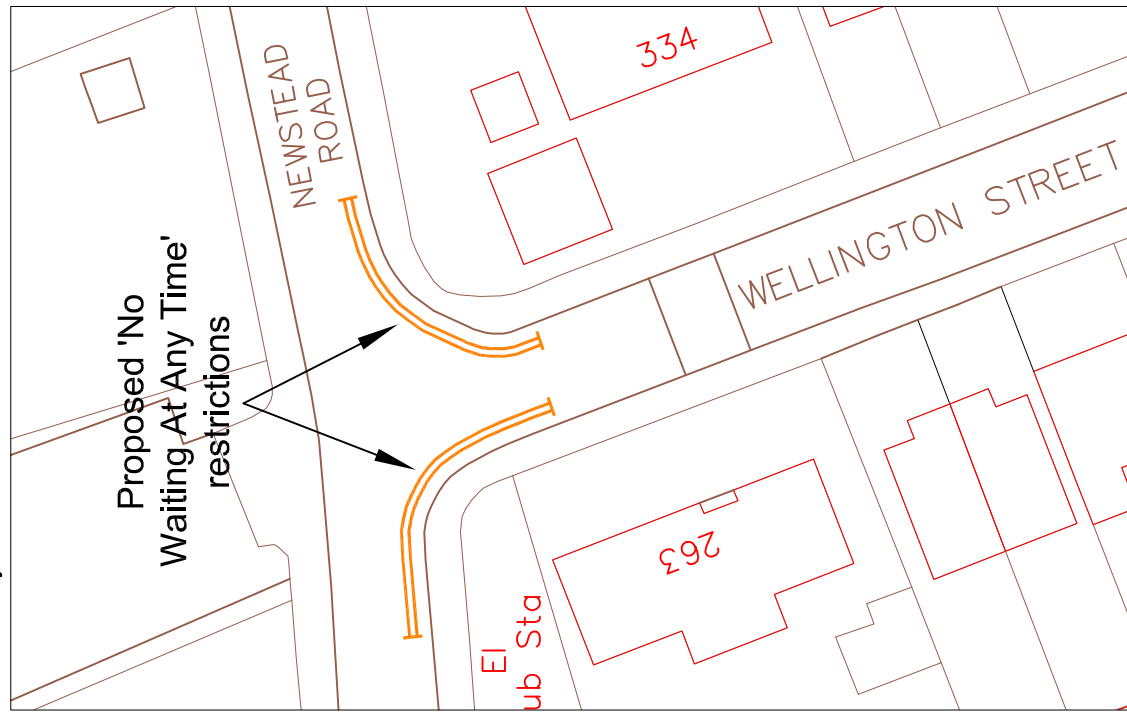 NEWSTEAD
ROAD
334
Proposed 'No
Waiting At Any Time'
restrictions
WELLINGTON STREET
263
El
ub Sta